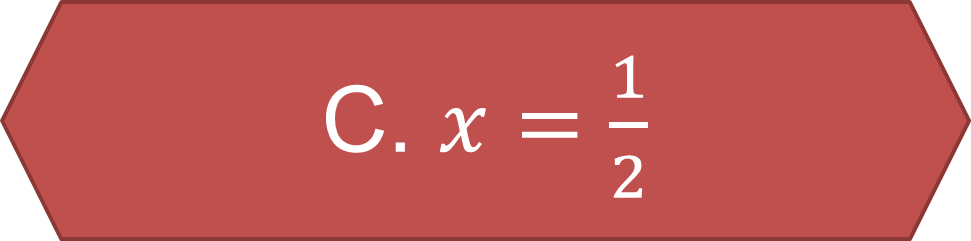 C. x = 1/2